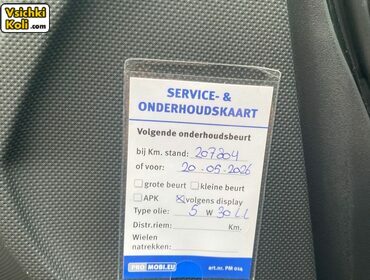 Vsichki
Koli.com
SERVICE- &
ONDERHOUDSKAART
Volgende onderhoudsbeurt
bij Km. stand: 207204
of voor: 20-05-2026
grote beurt kleine beurt
APK volgens display
Type olie: 5 W 30 LL
Distr.riem: Km.
Wielen
natrekken:
PROMOBI.EU art.nr. PM 014